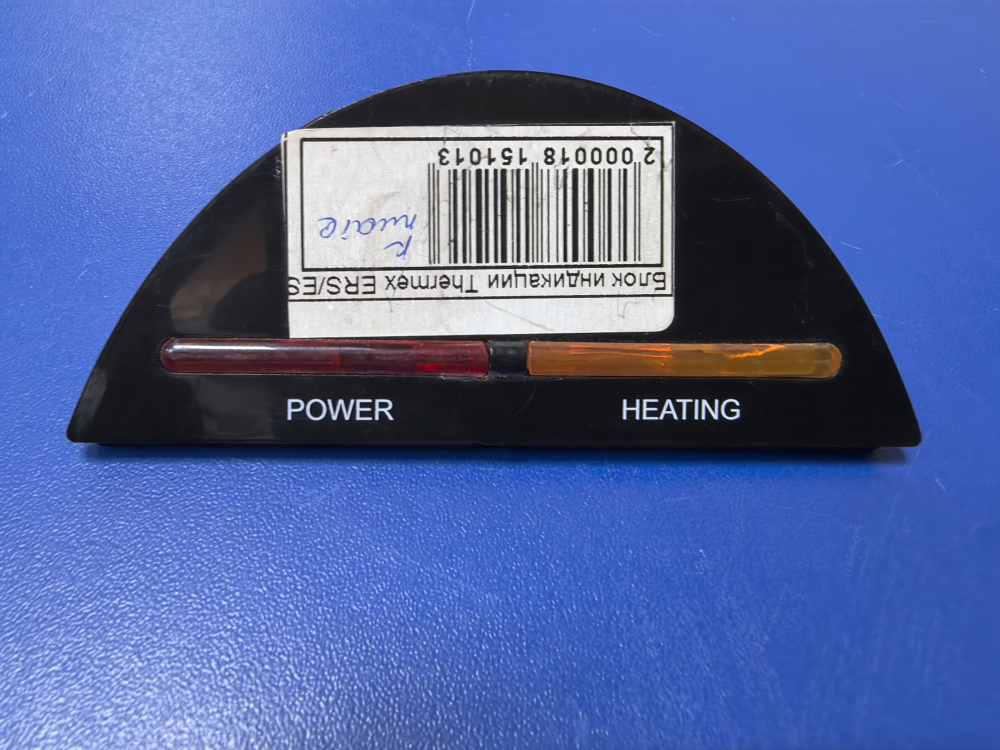 2 000018 151013
Блок индикации Thermex ERS/ES
POWER
HEATING